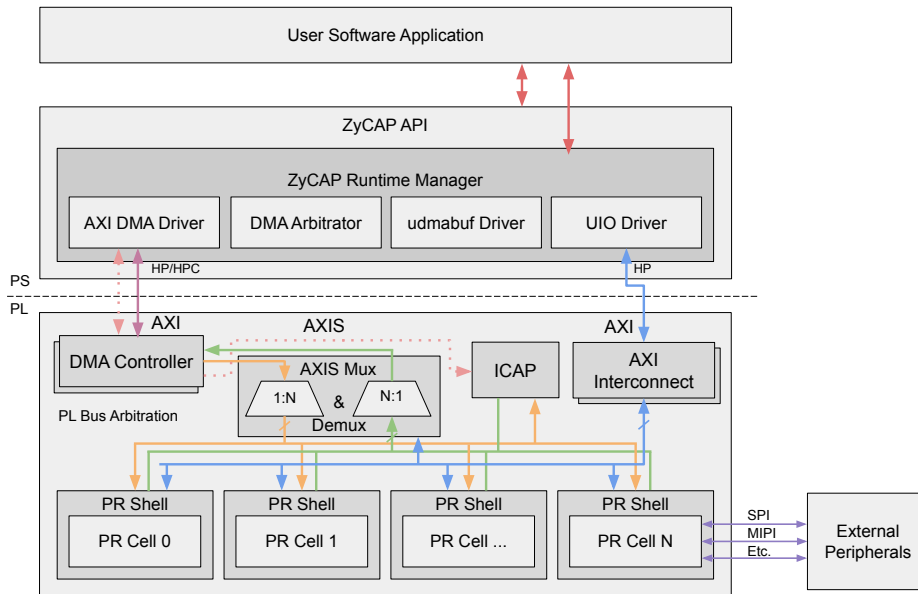 User Software Application
ZyCAP API
ZyCAP Runtime Manager
AXI DMA Driver
DMA Arbitrator
udmabuf Driver
UIO Driver
HP/HPC
HP
PS
PL
AXI
AXIS
AXI
DMA Controller
AXIS Mux
1:N
&
N:1
Demux
ICAP
AXI
Interconnect
PL Bus Arbitration
PR Shell
PR Cell 0
PR Shell
PR Cell 1
PR Shell
PR Cell ...
PR Shell
PR Cell N
SPI
MIPI
Etc.
External
Peripherals